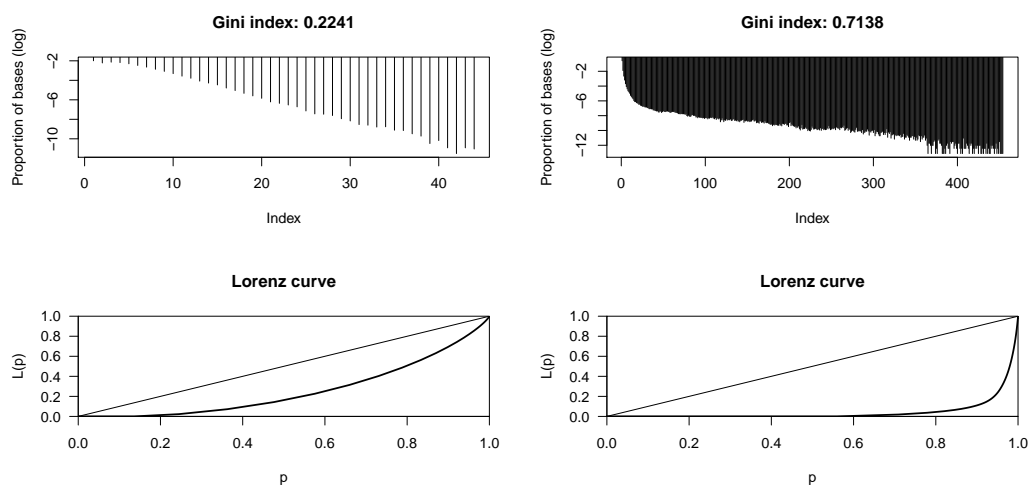 Gini index: 0.2241
Proportion of bases (log)
−2
−6
−10
0 10 20 30 40
Index
Gini index: 0.7138
Proportion of bases (log)
−2
−6
−12
0 100 200 300 400
Index
Lorenz curve
L(p)
1.0
0.8
0.6
0.4
0.2
0.0
0.0 0.2 0.4 0.6 0.8 1.0
p
Lorenz curve
L(p)
1.0
0.8
0.6
0.4
0.2
0.0
0.0 0.2 0.4 0.6 0.8 1.0
p